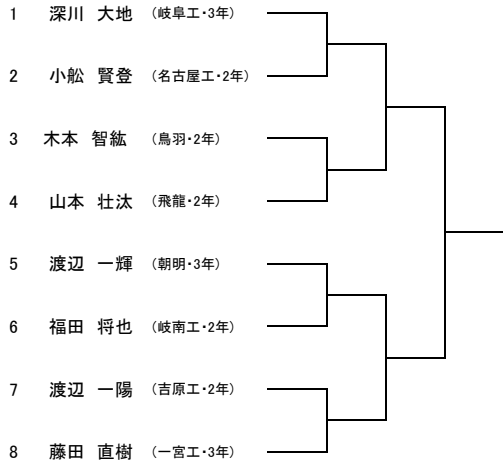 1 深川 大地 (岐阜工・3年)
2 小舩 賢登 (名古屋工・2年)
3 木本 智紘 (鳥羽・2年)
4 山本 壮汰 (飛龍・2年)
5 渡辺 一輝 (朝明・3年)
6 福田 将也 (岐南工・2年)
7 渡辺 一陽 (吉原工・2年)
8 藤田 直樹 (一宮工・3年)